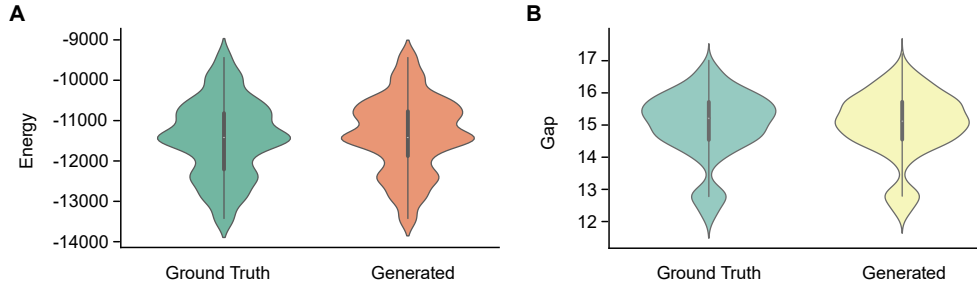 A
Energy
-9000
-10000
-11000
-12000
-13000
-14000
Ground Truth
Generated
B
Gap
17
16
15
14
13
12
Ground Truth
Generated